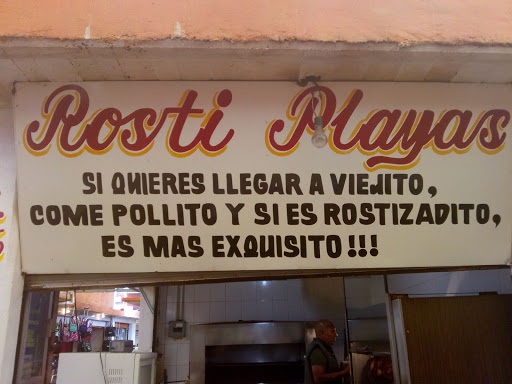 Rosti Playas
SI QUIERES LLEGAR A VIEJITO,
COME POLLITO Y SI ES ROSTIZADITO,
ES MAS EXQUISITO!!!